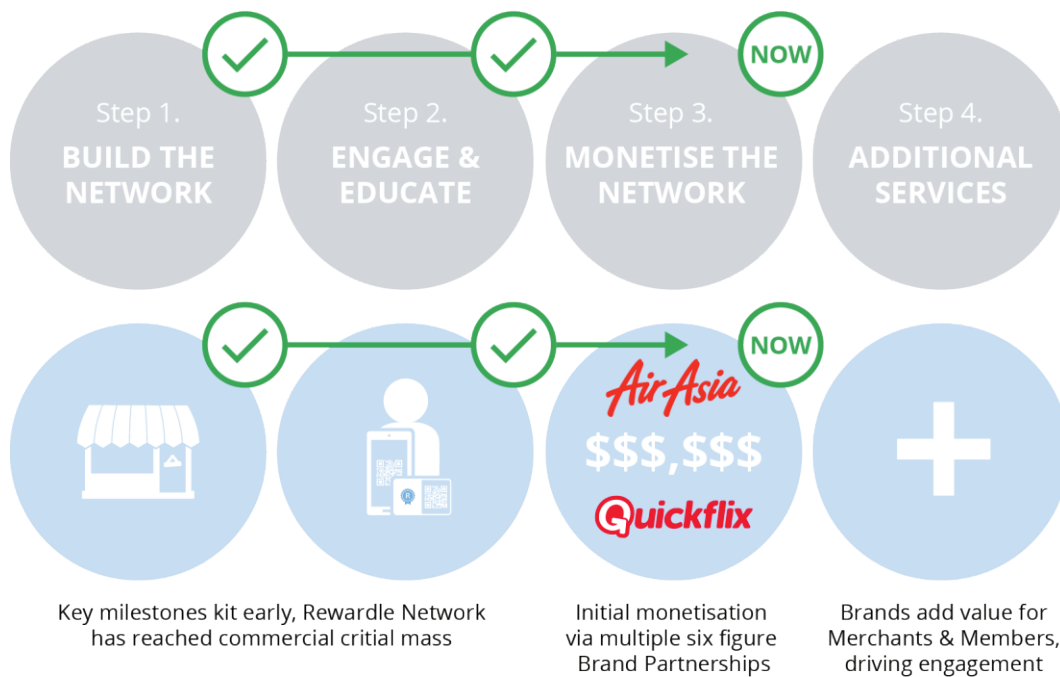 NOW
Step 1.
BUILD THE
NETWORK
Step 2.
ENGAGE &
EDUCATE
Step 3.
MONETISE THE
NETWORK
Step 4.
ADDITIONAL
SERVICES
NOW
AirAsia
$$$,$$$
Quickflix
R
Key milestones kit early, Rewardle Network
has reached commercial critial mass
Initial monetisation
via multiple six figure
Brand Partnerships
Brands add value for
Merchants & Members,
driving engagement